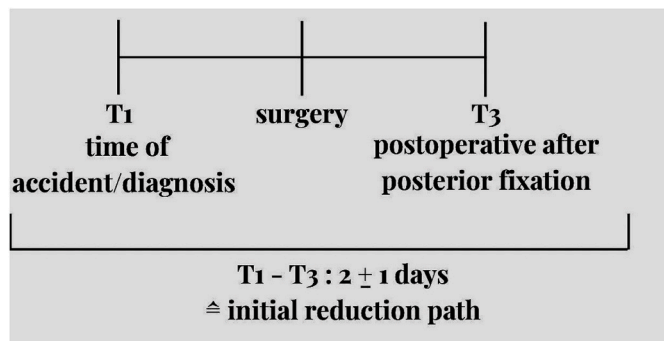 T1
time of
accident/diagnosis
surgery
T3
postoperative after
posterior fixation
T1 - T3 : 2 ± 1 days
≙ initial reduction path